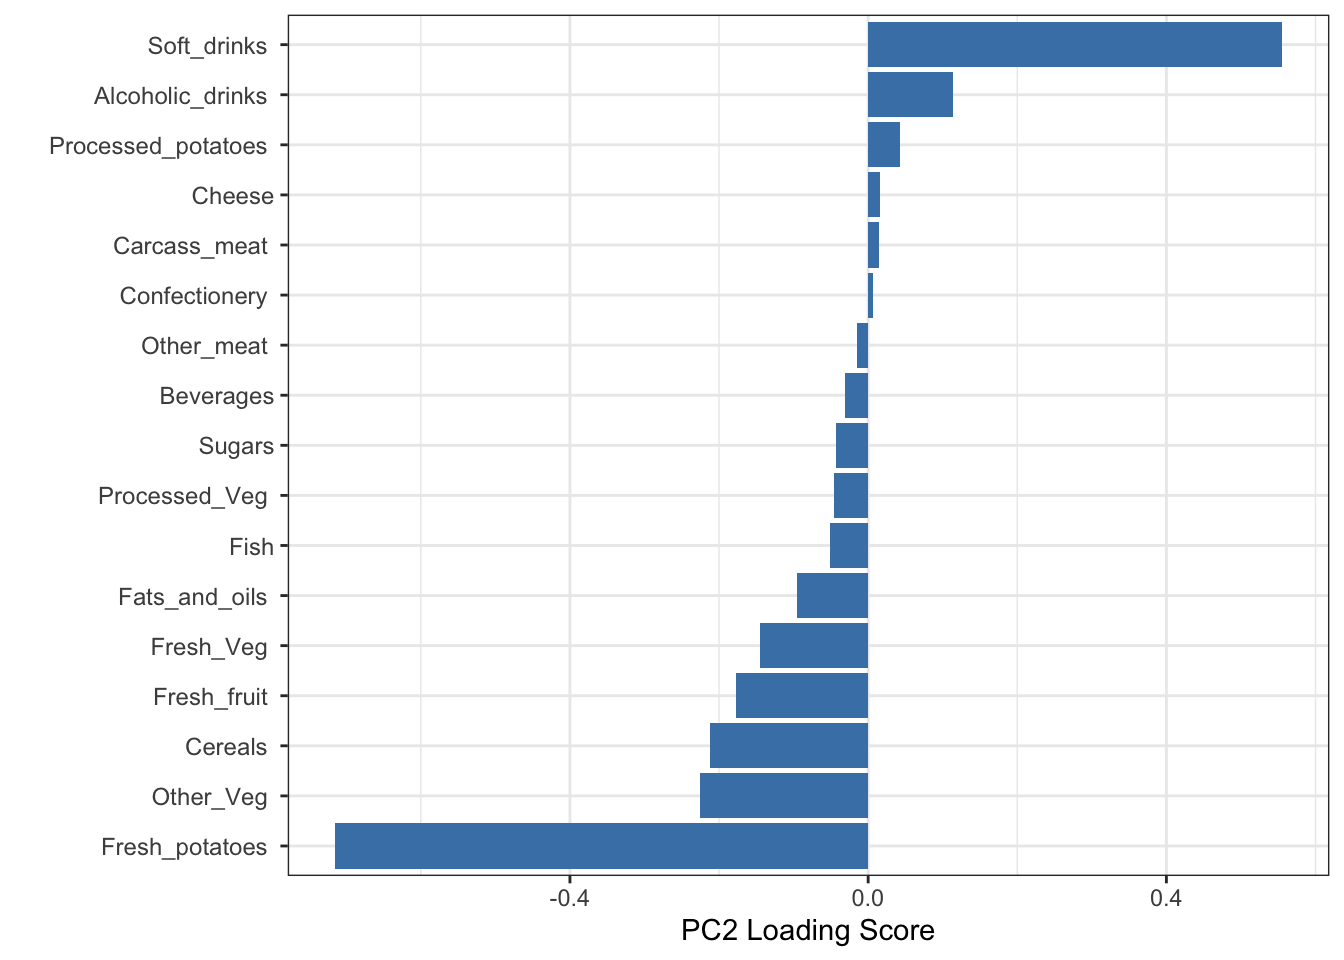 Soft_drinks
Alcoholic_drinks
Processed_potatoes
Cheese
Carcass_meat
Confectionery
Other_meat
Beverages
Sugars
Processed_Veg
Fish
Fats_and_oils
Fresh_Veg
Fresh_fruit
Cereals
Other_Veg
Fresh_potatoes
-0.4 0.0 0.4
PC2 Loading Score